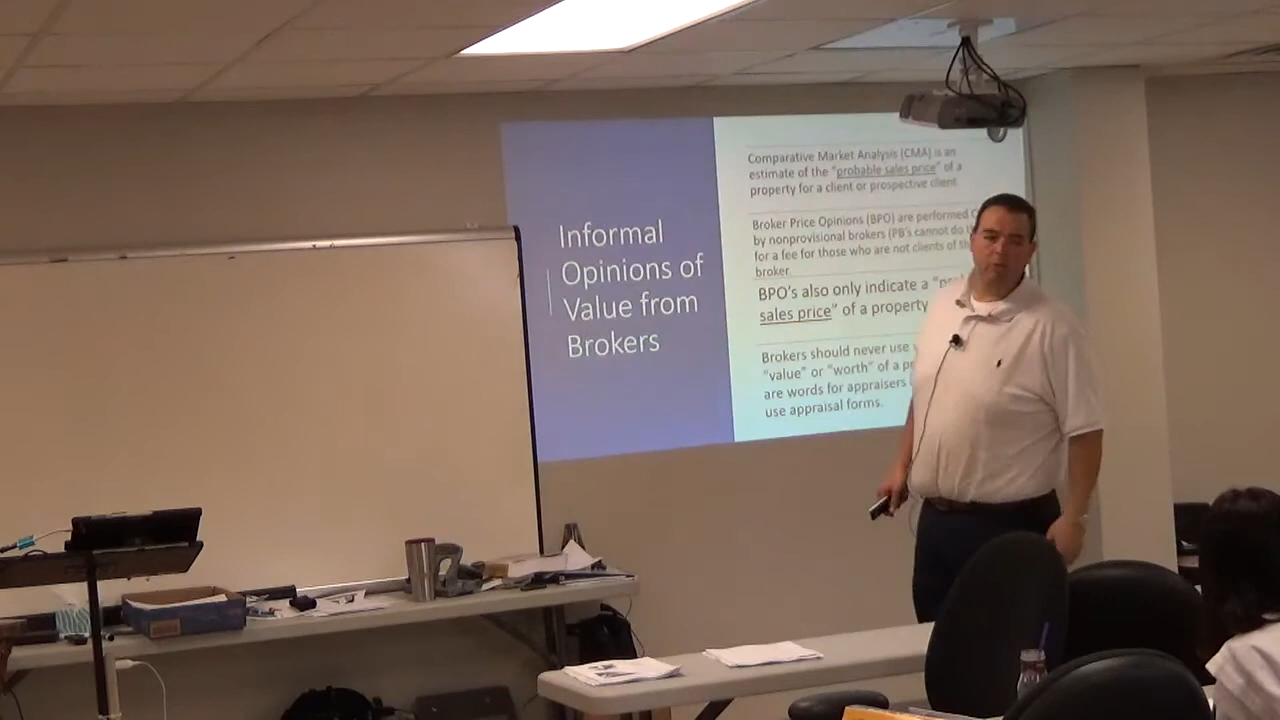 Informal
Opinions of
Value from
Brokers
Comparative Market Analysis (CMA) is an
estimate of the "probable sales price" of a
property for a client or prospective client
Broker Price Opinions (BPO) are performed
by nonprovisional brokers (PB's cannot do
for a fee for those who are not clients of
broker.
BPO's also only indicate a
sales price" of a property
Brokers should never use
"value" or "worth" of a
are words for appraisers
use appraisal forms.